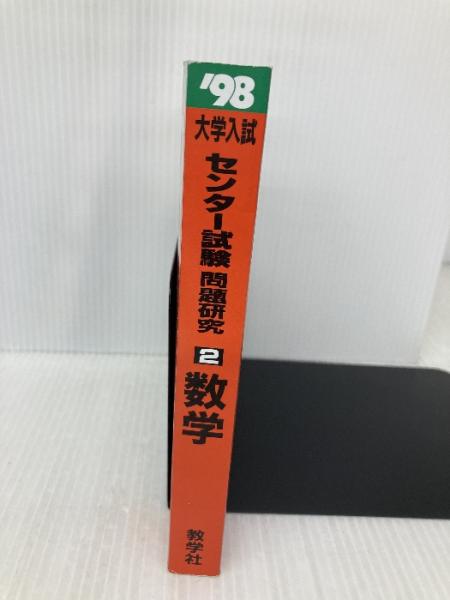 '98
大学入試
センター試験 問題研究
2
数学
教学社